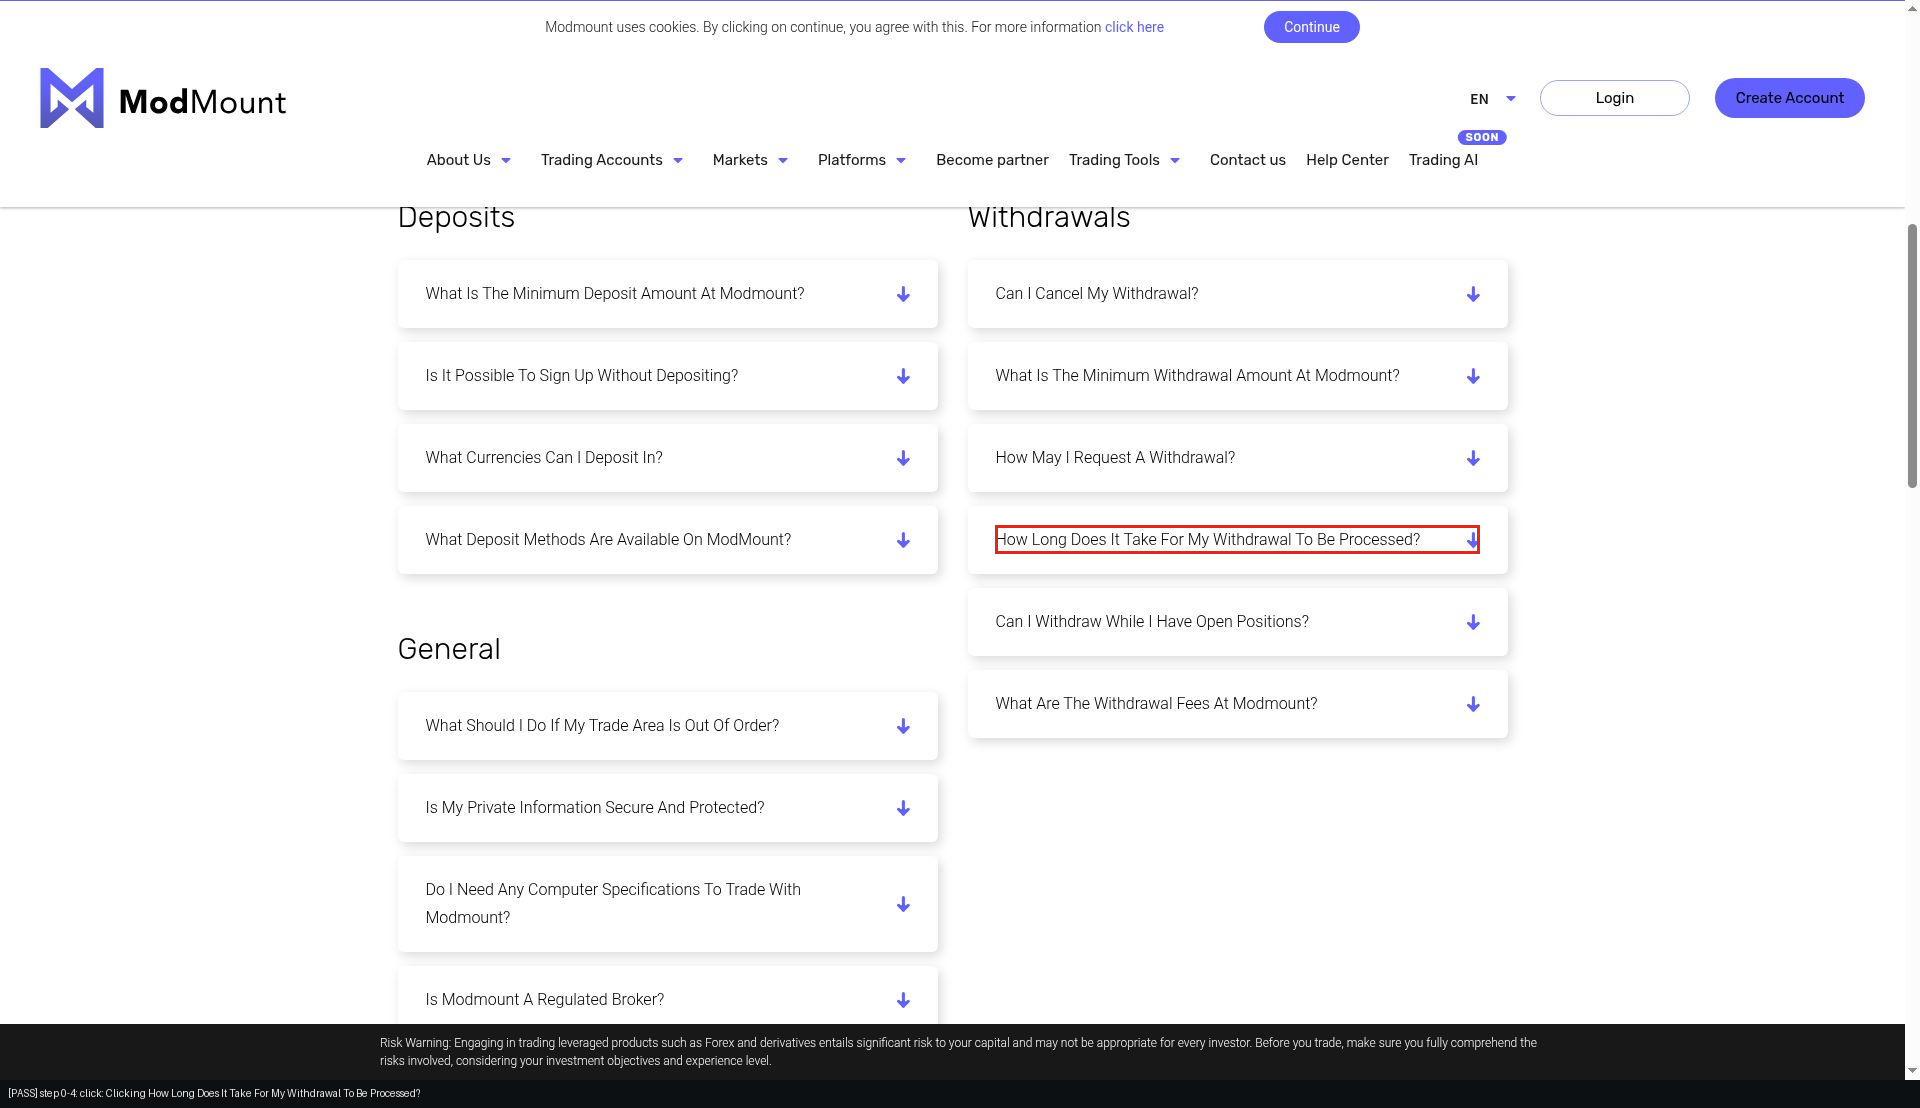 Modmount uses cookies. By clicking on continue, you agree with this. For more information click here
Continue
ModMount
EN
Login
Create Account
SOON
About Us
Trading Accounts
Markets
Platforms
Become partner
Trading Tools
Contact us
Help Center
Trading AI
Deposits
What Is The Minimum Deposit Amount At Modmount?
Is It Possible To Sign Up Without Depositing?
What Currencies Can I Deposit In?
What Deposit Methods Are Available On ModMount?
General
What Should I Do If My Trade Area Is Out Of Order?
Is My Private Information Secure And Protected?
Do I Need Any Computer Specifications To Trade With
Modmount?
Is Modmount A Regulated Broker?
Withdrawals
Can I Cancel My Withdrawal?
What Is The Minimum Withdrawal Amount At Modmount?
How May I Request A Withdrawal?
How Long Does It Take For My Withdrawal To Be Processed?
Can I Withdraw While I Have Open Positions?
What Are The Withdrawal Fees At Modmount?
Risk Warning: Engaging in trading leveraged products such as Forex and derivatives entails significant risk to your capital and may not be appropriate for every investor. Before you trade, make sure you fully comprehend the
risks involved, considering your investment objectives and experience level.
[PASS] step 0-4: click: Clicking How Long Does It Take For My Withdrawal To Be Processed?